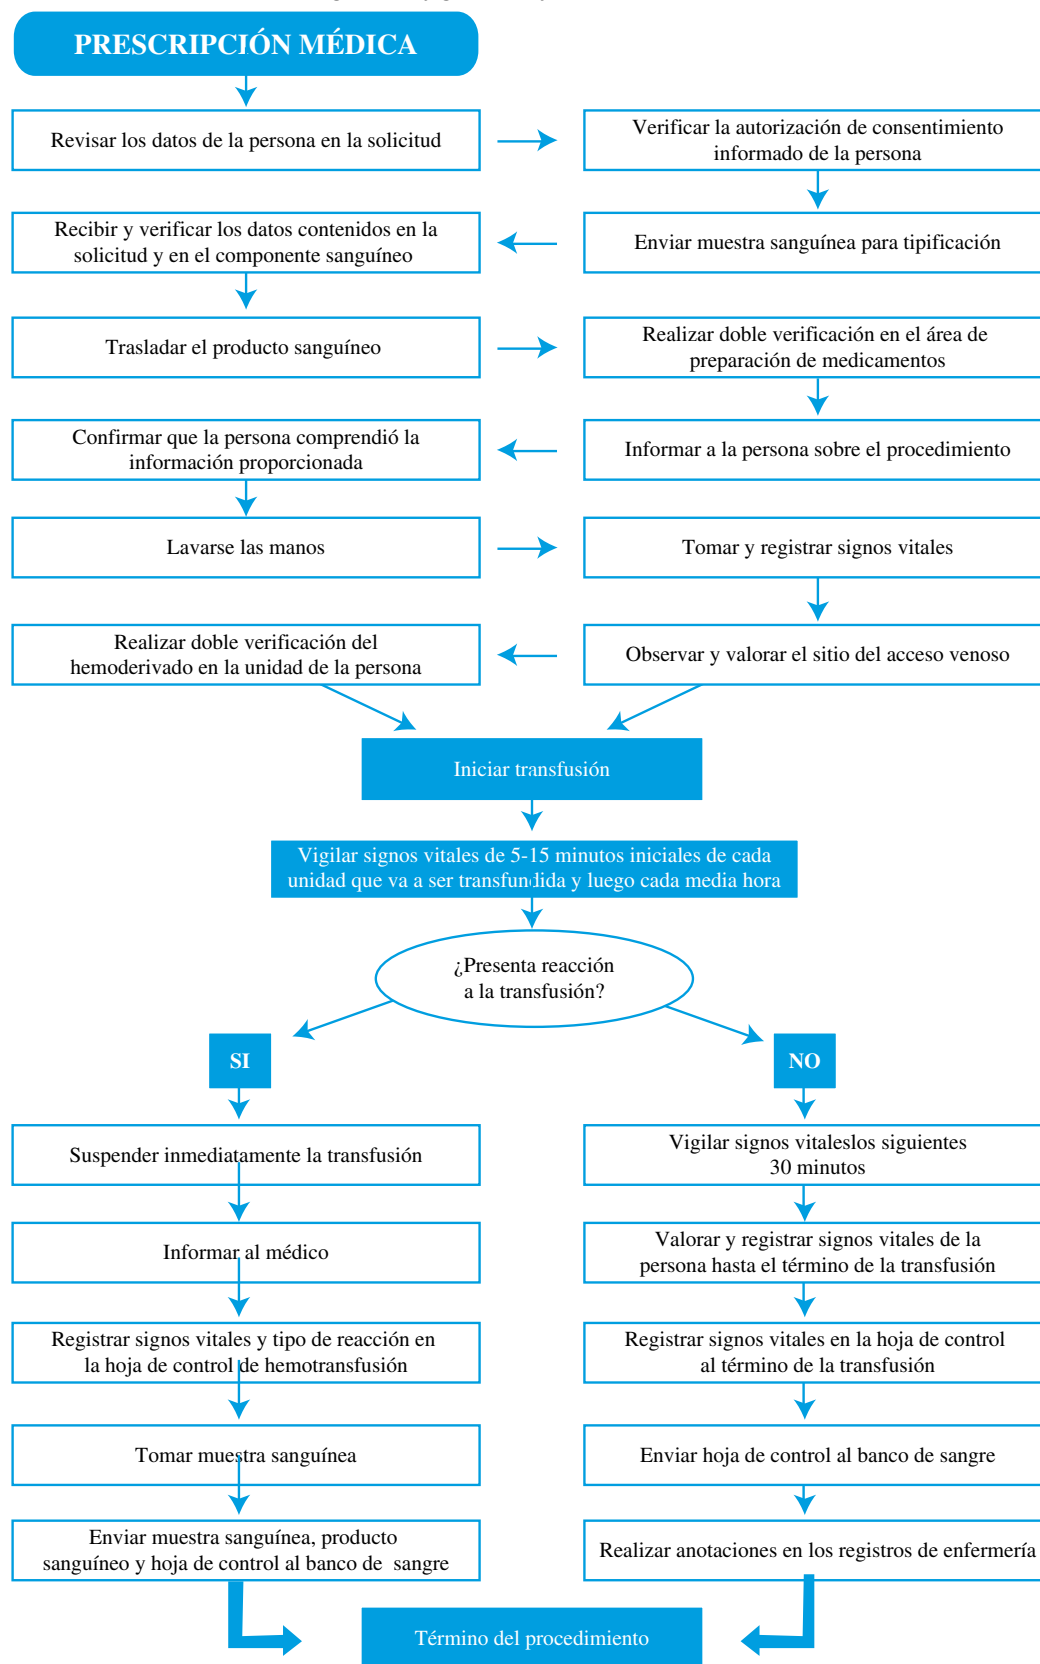 PRESCRIPCIÓN MÉDICA
Revisar los datos de la persona en la solicitud
Verificar la autorización de consentimiento
informado de la persona
Recibir y verificar los datos contenidos en la
solicitud y en el componente sanguíneo
Enviar muestra sanguínea para tipificación
Trasladar el producto sanguíneo
Realizar doble verificación en el área de
preparación de medicamentos
Confirmar que la persona comprendió la
información proporcionada
Informar a la persona sobre el procedimiento
Lavarse las manos
Tomar y registrar signos vitales
Realizar doble verificación del
hemoderivado en la unidad de la persona
Observar y valorar el sitio del acceso venoso
Iniciar transfusión
Vigilar signos vitales de 5-15 minutos iniciales de cada
unidad que va a ser transfundida y luego cada media hora
¿Presenta reacción
a la transfusión?
SI
NO
Suspender inmediatamente la transfusión
Vigilar signos vitaleslos siguientes
30 minutos
Informar al médico
Valorar y registrar signos vitales de la
persona hasta el término de la transfusión
Registrar signos vitales y tipo de reacción en
la hoja de control de hemotransfusión
Registrar signos vitales en la hoja de control
al término de la transfusión
Tomar muestra sanguínea
Enviar hoja de control al banco de sangre
Enviar muestra sanguínea, producto
sanguíneo y hoja de control al banco de sangre
Realizar anotaciones en los registros de enfermería
Término del procedimiento